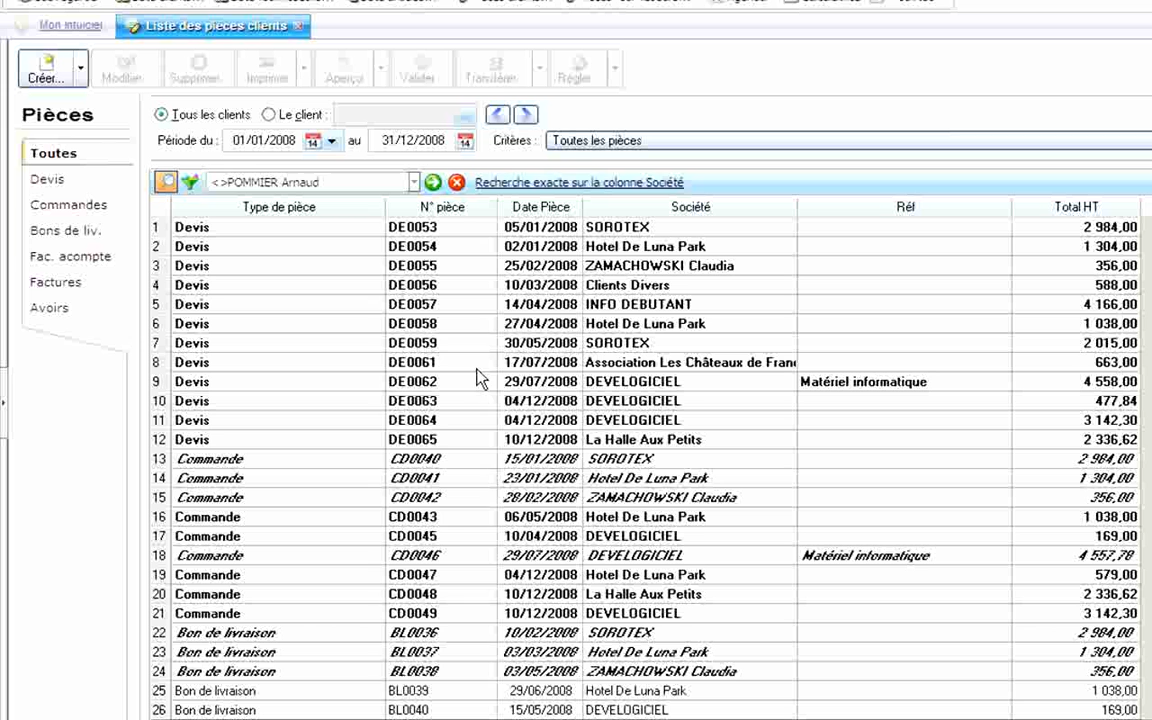 Mon intuiciel
Liste des pièces clients
Créer...
Modifier
Supprimer
Imprimer
Aperçu
Valider
Transférer
Régler
Pièces
Tous les clients
Le client :
Période du : 01/01/2008 au 31/12/2008 Critères : Toutes les pièces
Toutes
Devis
Commandes
Bons de liv.
Fac. acompte
Factures
Avoirs
<>POMMIER Arnaud Recherche exacte sur la colonne Société
Type de pièce N° pièce Date Pièce Société Réf Total HT
1 Devis DE0053 05/01/2008 SOROTEX 2 984,00
2 Devis DE0054 02/01/2008 Hotel De Luna Park 1 304,00
3 Devis DE0055 25/02/2008 ZAMACHOWSKI Claudia 356,00
4 Devis DE0056 10/03/2008 Clients Divers 588,00
5 Devis DE0057 14/04/2008 INFO DEBUTANT 4 166,00
6 Devis DE0058 27/04/2008 Hotel De Luna Park 1 038,00
7 Devis DE0059 30/05/2008 SOROTEX 2 015,00
8 Devis DE0061 17/07/2008 Association Les Châteaux de Franc 663,00
9 Devis DE0062 29/07/2008 DEVELOGICIEL Matériel informatique 4 558,00
10 Devis DE0063 04/12/2008 DEVELOGICIEL 477,84
11 Devis DE0064 04/12/2008 DEVELOGICIEL 3 142,30
12 Devis DE0065 10/12/2008 La Halle Aux Petits 2 336,62
13 Commande CD0040 15/01/2008 SOROTEX 2 984,00
14 Commande CD0041 23/01/2008 Hotel De Luna Park 1 304,00
15 Commande CD0042 28/02/2008 ZAMACHOWSKI Claudia 356,00
16 Commande CD0043 06/05/2008 Hotel De Luna Park 1 038,00
17 Commande CD0045 10/04/2008 DEVELOGICIEL 169,00
18 Commande CD0046 29/07/2008 DEVELOGICIEL Matériel informatique 4 557,78
19 Commande CD0047 04/12/2008 Hotel De Luna Park 579,00
20 Commande CD0048 10/12/2008 La Halle Aux Petits 2 336,62
21 Commande CD0049 10/12/2008 DEVELOGICIEL 3 142,30
22 Bon de livraison BL0036 10/02/2008 SOROTEX 2 984,00
23 Bon de livraison BL0037 03/03/2008 Hotel De Luna Park 1 304,00
24 Bon de livraison BL0038 03/05/2008 ZAMACHOWSKI Claudia 356,00
25 Bon de livraison BL0039 29/06/2008 Hotel De Luna Park 1 038,00
26 Bon de livraison BL0040 15/05/2008 DEVELOGICIEL 169,00